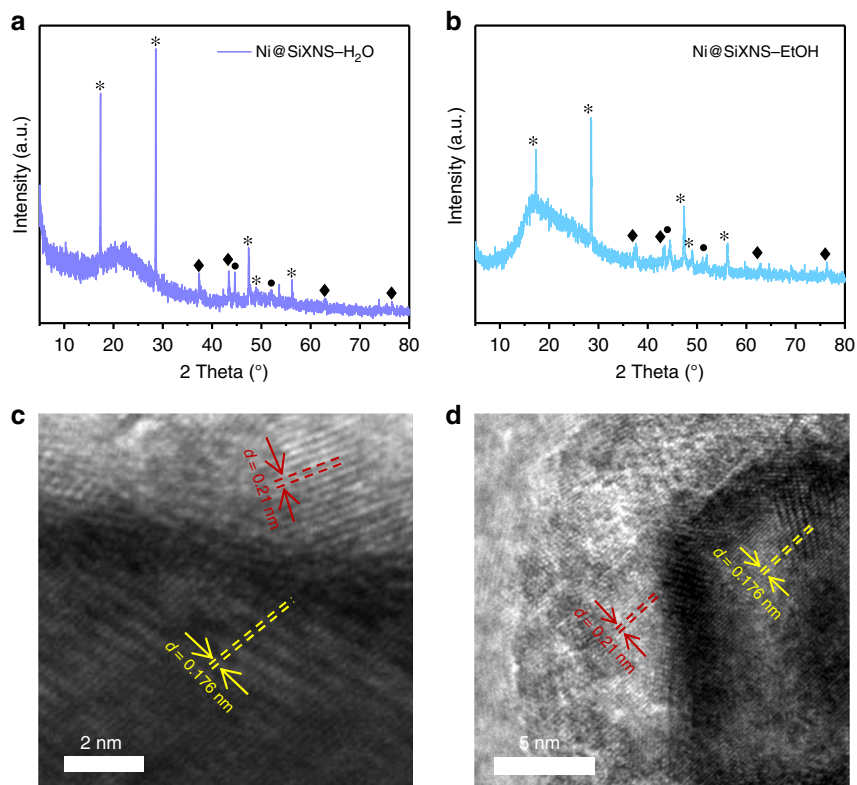 a
Ni@SiXNS–H₂O
Intensity (a.u.)
* * ♦ ♦ • * * • * ♦ ♦
10 20 30 40 50 60 70 80
2 Theta (°)
b
Ni@SiXNS–EtOH
Intensity (a.u.)
* * ♦ ♦ • * * • * ♦ ♦
10 20 30 40 50 60 70 80
2 Theta (°)
c
d = 0.21 nm
d = 0.176 nm
2 nm
d
d = 0.176 nm
d = 0.21 nm
5 nm